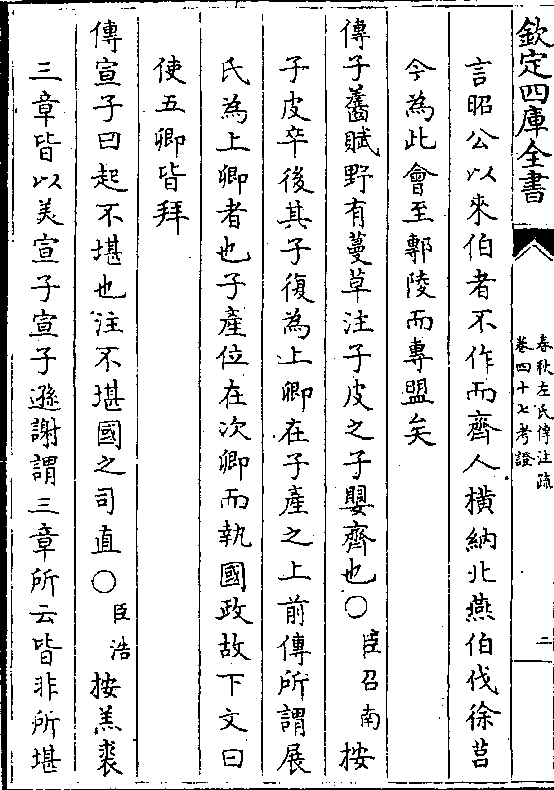 欽定四庫全書
春秋左氏傳注疏
卷四十七考證
二
言昭公以來伯者不作而齊人橫納北燕伯伐徐莒
今為此會至鄟陵而專盟矣
傳子齹賦野有蔓草注子皮之子嬰齊也○臣召南按
子皮卒後其子復為上卿在子產之上前傳所謂展
氏為上卿者也子產位在次卿而執國政故下文曰
使五卿皆拜
傳宣子曰起不堪也注不堪國之司直○臣浩按羔裘
三章皆以美宣子宣子遜謝謂三章所云皆非所堪